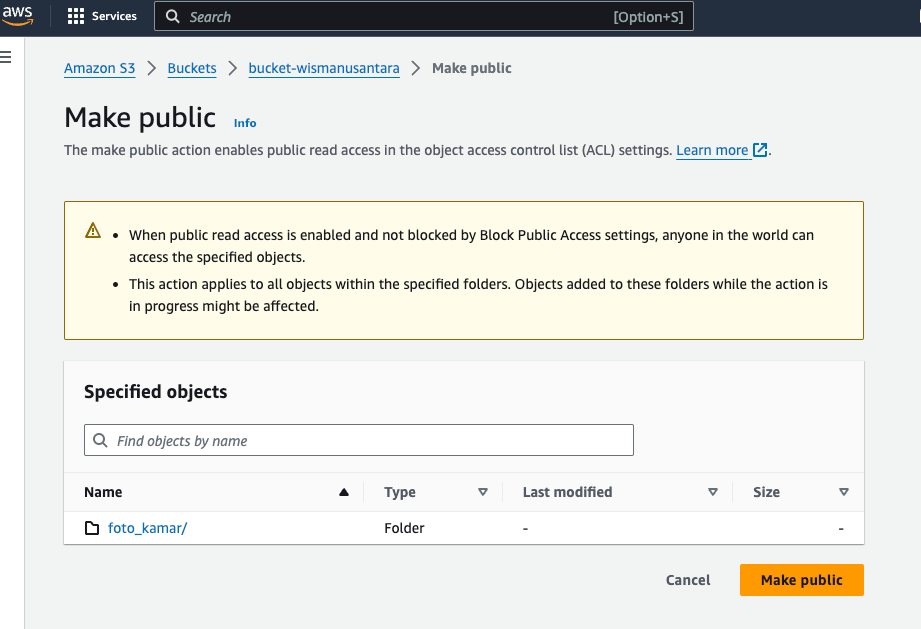 aws Services Search [Option+S]
Amazon S3 Buckets bucket-wismanusantara Make public
Make public Info
The make public action enables public read access in the object access control list (ACL) settings. Learn more .
• When public read access is enabled and not blocked by Block Public Access settings, anyone in the world can
access the specified objects.
• This action applies to all objects within the specified folders. Objects added to these folders while the action is
in progress might be affected.
Specified objects
Find objects by name
Name Type Last modified Size
foto_kamar/ Folder - -
Cancel Make public